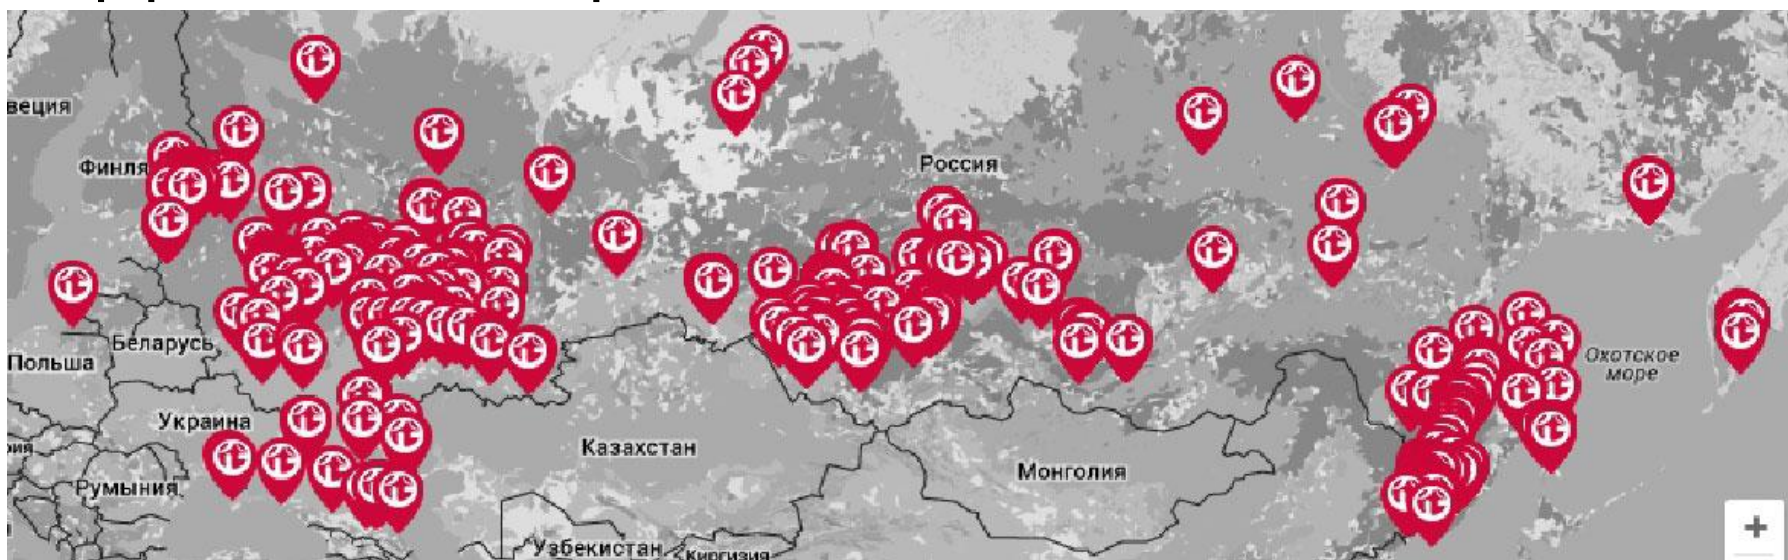 веция
Финля
Россия
Беларусь
Польша
Охотское
море
Украина
Казахстан
Монголия
Румыния
Узбекистан
Киргизия
+